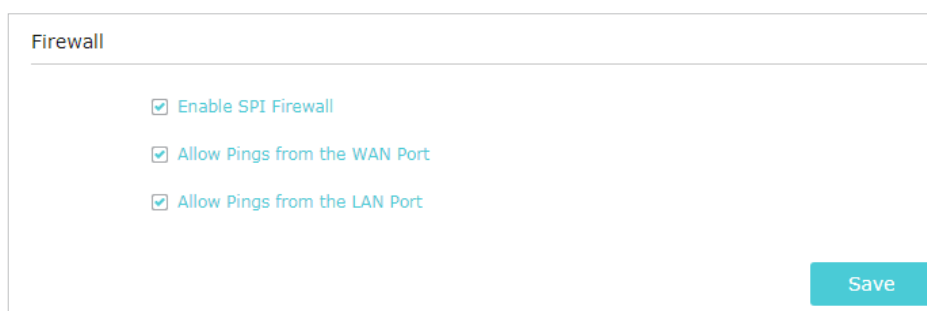 Firewall
Enable SPI Firewall
Allow Pings from the WAN Port
Allow Pings from the LAN Port
Save